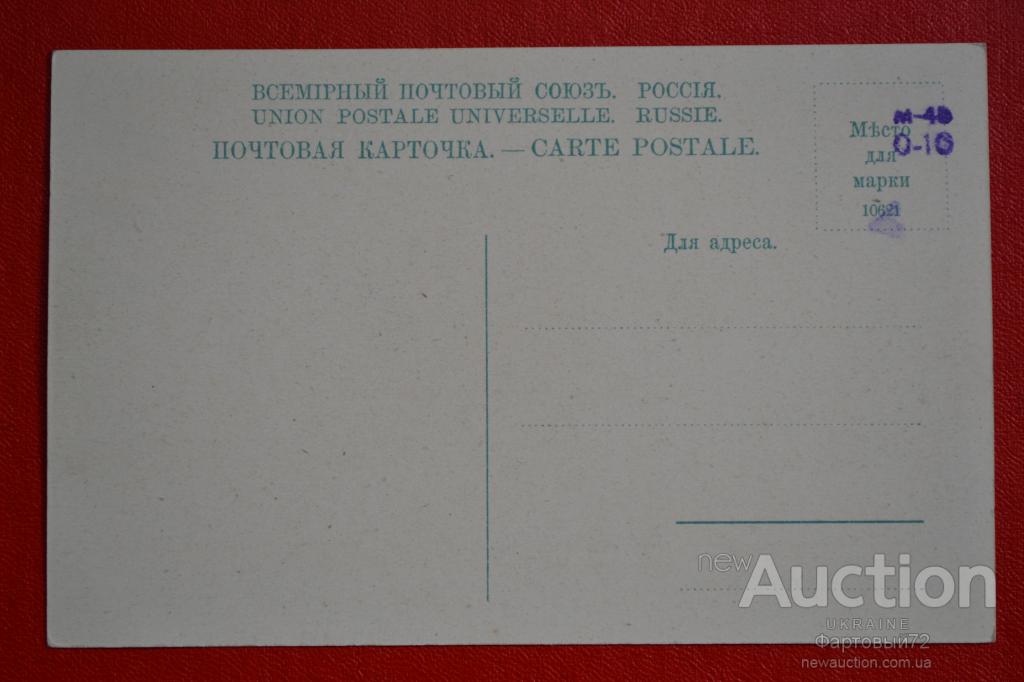 ВСЕМІРНЫЙ ПОЧТОВЫЙ СОЮЗЪ. РОССІЯ.
UNION POSTALE UNIVERSELLE. RUSSIE.
ПОЧТОВАЯ КАРТОЧКА. — CARTE POSTALE.
м-48
О-10
Мѣсто
для
марки
10621
Для адреса.
new Auction
UKRAINE
Фартовый72
newauction.com.ua